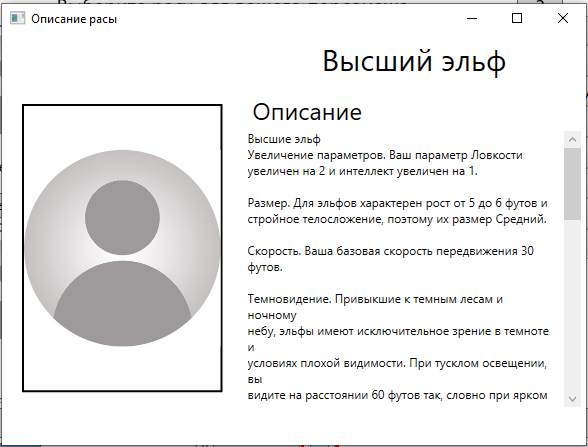 Описание расы
Высший эльф
Описание
Высшие эльф
Увеличение параметров. Ваш параметр Ловкости
увеличен на 2 и интеллект увеличен на 1.
Размер. Для эльфов характерен рост от 5 до 6 футов и
стройное телосложение, поэтому их размер Средний.
Скорость. Ваша базовая скорость передвижения 30
футов.
Темновидение. Привыкшие к темным лесам и
ночному
небу, эльфы имеют исключительное зрение в темноте
и
условиях плохой видимости. При тусклом освещении,
вы
видите на расстоянии 60 футов так, словно при ярком